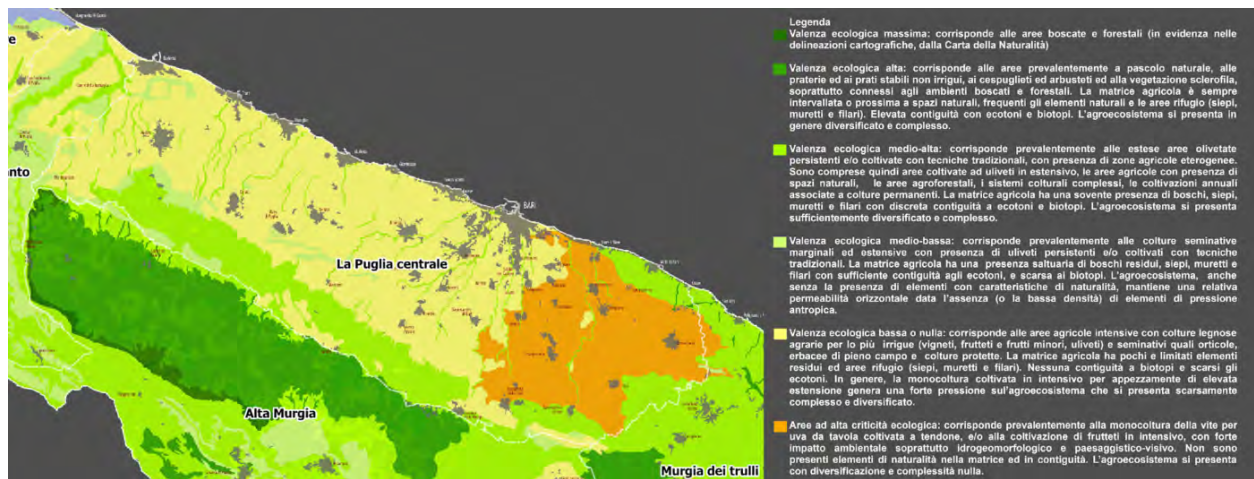 Legenda
Valenza ecologica massima: corrisponde alle aree boscate e forestali (in evidenza nelle
delineazioni cartografiche, dalla Carta della Naturalità)
Valenza ecologica alta: corrisponde alle aree prevalentemente a pascolo naturale, alle
praterie ed ai prati stabili non irrigui, ai cespuglieti ed arbusteti ed alla vegetazione sclerofila,
soprattutto connessi agli ambienti boscati e forestali. La matrice agricola è sempre
intervallata o prossima a spazi naturali, frequenti gli elementi naturali e le aree rifugio (siepi,
muretti e filari). Elevata contiguità con ecotoni e biotopi. L'agroecosistema si presenta in
genere diversificato e complesso.
Valenza ecologica medio-alta: corrisponde prevalentemente alle estese aree olivetate
persistenti e/o coltivate con tecniche tradizionali, con presenza di zone agricole eterogenee.
Sono comprese quindi aree coltivate ad uliveti in estensivo, le aree agricole con presenza di
spazi naturali, le aree agroforestali, i sistemi colturali complessi, le coltivazioni annuali
associate a colture permanenti. La matrice agricola ha una sovente presenza di boschi, siepi,
muretti e filari con discreta contiguità a ecotoni e biotopi. L'agroecosistema si presenta
sufficientemente diversificato e complesso.
Valenza ecologica medio-bassa: corrisponde prevalentemente alle colture seminative
marginali ed estensive con presenza di uliveti persistenti e/o coltivati con tecniche
tradizionali. La matrice agricola ha una presenza saltuaria di boschi residui, siepi, muretti e
filari con sufficiente contiguità agli ecotoni, e scarsa ai biotopi. L'agroecosistema, anche
senza la presenza di elementi con caratteristiche di naturalità, mantiene una relativa
permeabilità orizzontale data l'assenza (o la bassa densità) di elementi di pressione
antropica.
Valenza ecologica bassa o nulla: corrisponde alle aree agricole intensive con colture legnose
agrarie per lo più irrigue (vigneti, frutteti e frutti minori, uliveti) e seminativi quali orticole,
erbacee di pieno campo e colture protette. La matrice agricola ha pochi e limitati elementi
residui ed aree rifugio (siepi, muretti e filari). Nessuna contiguità a biotopi e scarsi gli
ecotoni. In genere, la monocoltura coltivata in intensivo per appezzamento di elevata
estensione genera una forte pressione sull'agroecosistema che si presenta scarsamente
complesso e diversificato.
Aree ad alta criticità ecologica: corrisponde prevalentemente alla monocoltura della vite per
uva da tavola coltivata a tendone, e/o alla coltivazione di frutteti in intensivo, con forte
impatto ambientale soprattutto idrogeomorfologico e paesaggistico-visivo. Non sono
presenti elementi di naturalità nella matrice ed in contiguità. L'agroecosistema si presenta
con diversificazione e complessità nulla.
re
nto
BARI
La Puglia centrale
Alta Murgia
Murgia dei trulli